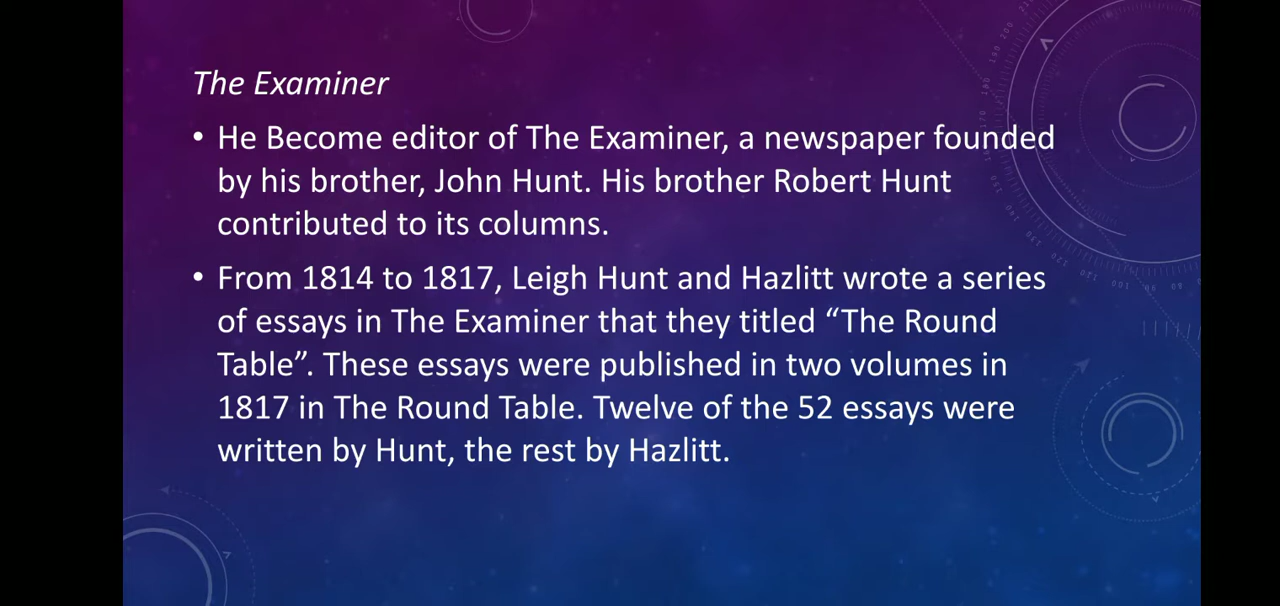 The Examiner
• He Become editor of The Examiner, a newspaper founded
by his brother, John Hunt. His brother Robert Hunt
contributed to its columns.
• From 1814 to 1817, Leigh Hunt and Hazlitt wrote a series
of essays in The Examiner that they titled “The Round
Table”. These essays were published in two volumes in
1817 in The Round Table. Twelve of the 52 essays were
written by Hunt, the rest by Hazlitt.